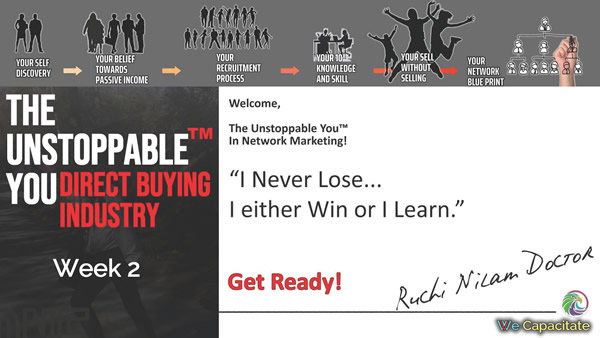 YOUR SELF
DISCOVERY
YOUR BELIEF
TOWARDS
PASSIVE INCOME
YOUR
RECRUITMENT
PROCESS
YOUR 10TH
KNOWLEDGE
AND SKILL
YOUR SELL
WITHOUT
SELLING
YOUR
NETWORK
BLUE PRINT
THE
UNSTOPPABLE™
YOU DIRECT BUYING
INDUSTRY
Week 2
Welcome,
The Unstoppable You™
In Network Marketing!
“I Never Lose...
I either Win or I Learn.”
Get Ready!
Ruchi Nilam DOCTOR
We Capacitate